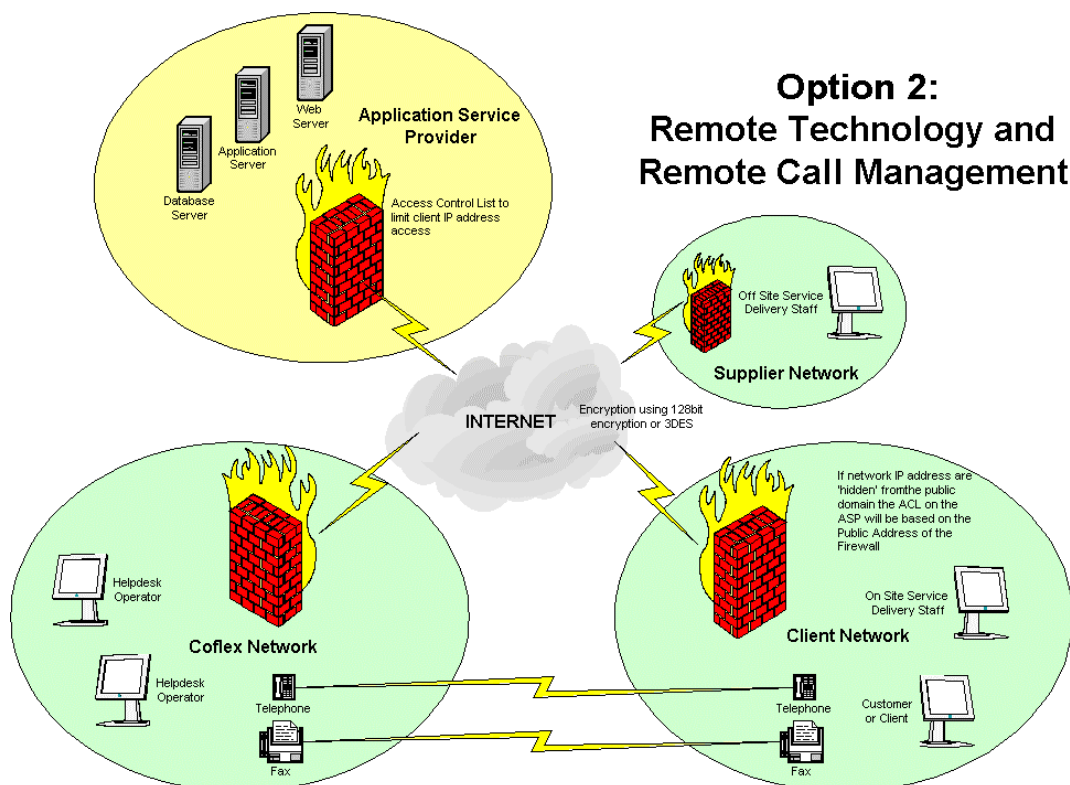 Option 2:
Remote Technology and
Remote Call Management
Web
Server
Application
Server
Database
Server
Application Service
Provider
Access Control List to
limit client IP address
access
Off Site Service
Delivery Staff
Supplier Network
INTERNET
Encryption using 128bit
encryption or 3DES
Helpdesk
Operator
Coflex Network
Helpdesk
Operator
Telephone
Fax
If network IP address are
'hidden' fromthe public
domain the ACL on the
ASP will be based on the
Public Address of the
Firewall
On Site Service
Delivery Staff
Client Network
Telephone
Customer
or Client
Fax